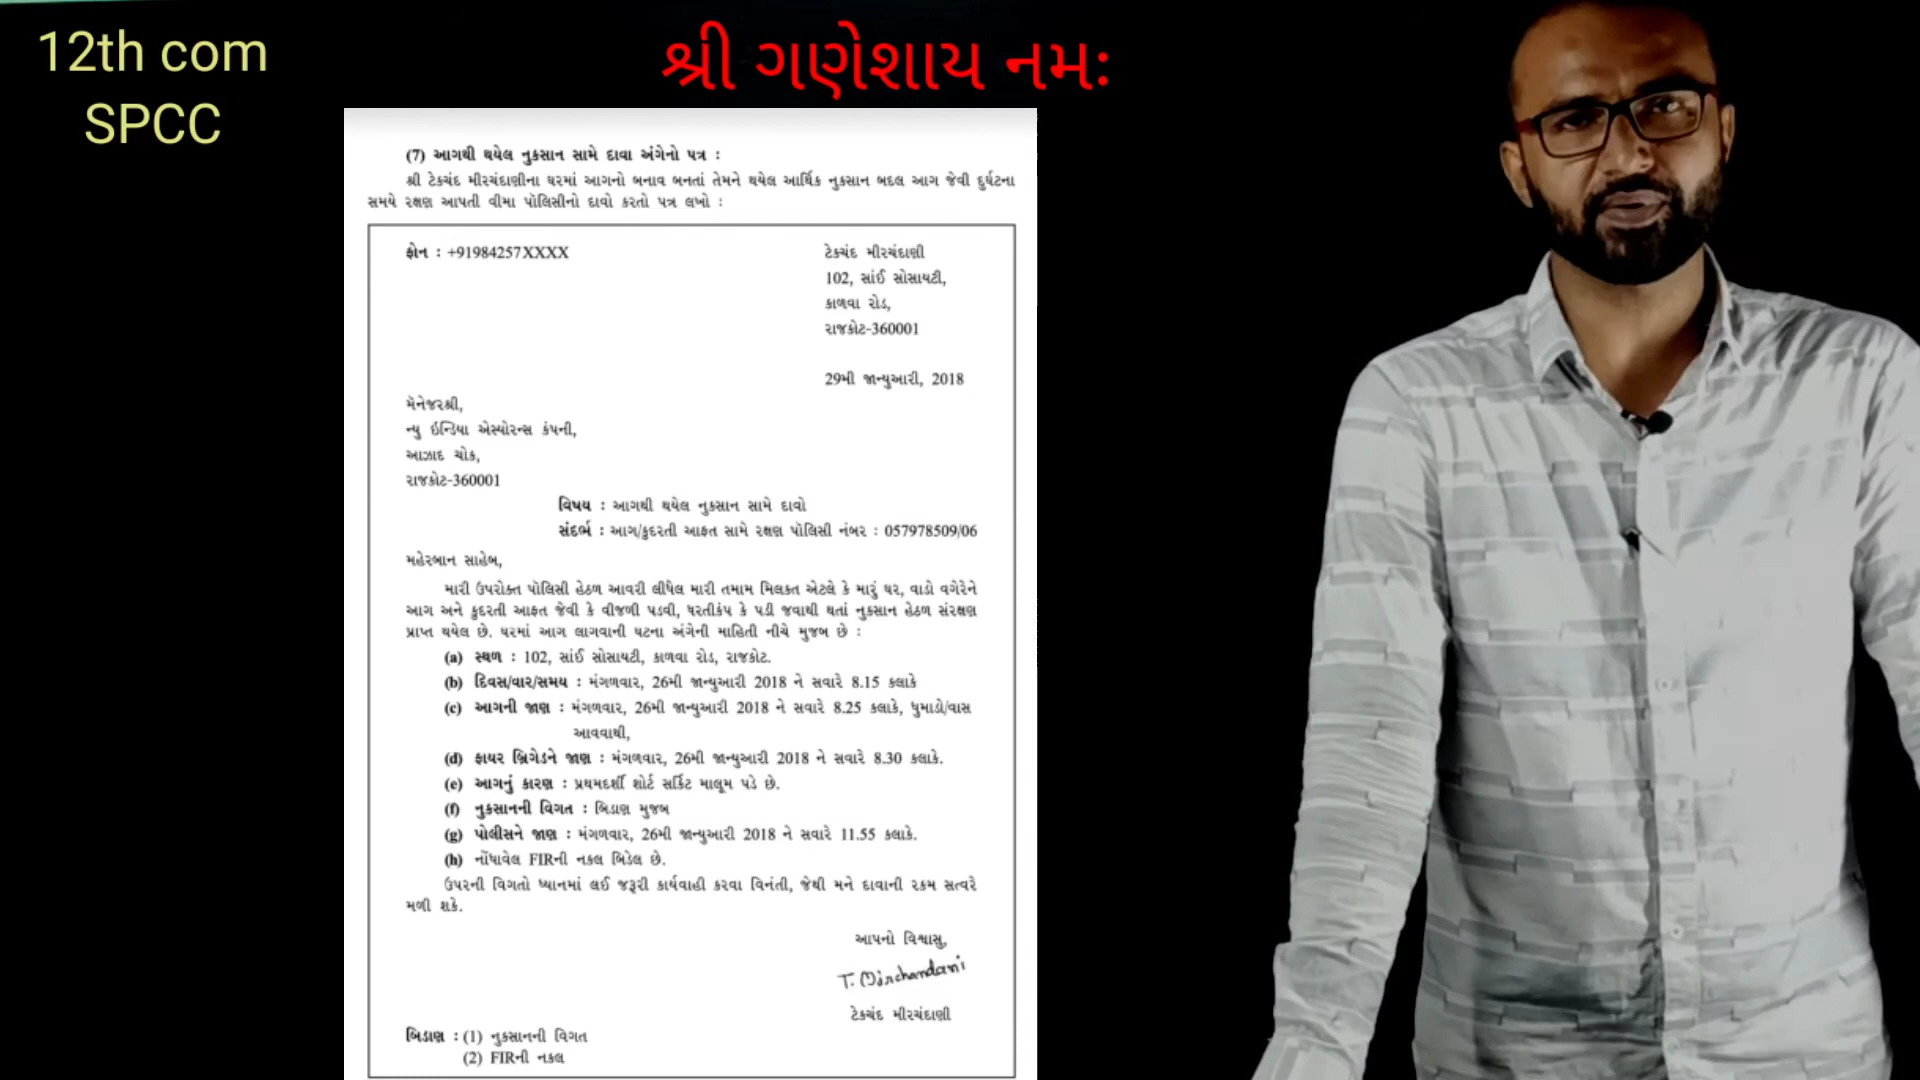 12th com
SPCC
શ્રી ગણેશાય નમઃ
(7) આગથી થયેલ નુકસાન સામે દાવા અંગેનો પત્ર :
શ્રી ટેકચંદ મીરચંદાણીના ઘરમાં આગનો બનાવ બનતાં તેમને થયેલ આર્થિક નુકસાન બદલ આગ જેવી દુર્ઘટના
સમયે રક્ષણ આપતી વીમા પૉલિસીનો દાવો કરતો પત્ર લખો :
ફોન : +91984257XXXX
ટેકચંદ મીરચંદાણી
102, સાંઈ સોસાયટી,
કાળવા રોડ,
રાજકોટ-360001
29મી જાન્યુઆરી, 2018
મૅનેજરશ્રી,
ન્યુ ઇન્ડિયા એસ્યોરન્સ કંપની,
આઝાદ ચોક,
રાજકોટ-360001
વિષય : આગથી થયેલ નુકસાન સામે દાવો
સંદર્ભ : આગ/કુદરતી આફત સામે રક્ષણ પૉલિસી નંબર : 057978509/06
મહેરબાન સાહેબ,
મારી ઉપરોક્ત પૉલિસી હેઠળ આવરી લીધેલ મારી તમામ મિલકત એટલે કે મારું ઘર, વાડો વગેરેને
આગ અને કુદરતી આફત જેવી કે વીજળી પડવી, ધરતીકંપ કે પડી જવાથી થતાં નુકસાન હેઠળ સંરક્ષણ
પ્રાપ્ત થયેલ છે. ઘરમાં આગ લાગવાની ઘટના અંગેની માહિતી નીચે મુજબ છે :
(a) સ્થળ : 102, સાંઈ સોસાયટી, કાળવા રોડ, રાજકોટ.
(b) દિવસ/વાર/સમય : મંગળવાર, 26મી જાન્યુઆરી 2018 ને સવારે 8.15 કલાકે
(c) આગની જાણ : મંગળવાર, 26મી જાન્યુઆરી 2018 ને સવારે 8.25 કલાકે, ધુમાડો/વાસ
આવવાથી,
(d) ફાયર બ્રિગેડને જાણ : મંગળવાર, 26મી જાન્યુઆરી 2018 ને સવારે 8.30 કલાકે.
(e) આગનું કારણ : પ્રથમદર્શી શોર્ટ સર્કિટ માલૂમ પડે છે.
(f) નુકસાનની વિગત : બિડાણ મુજબ
(g) પોલીસને જાણ : મંગળવાર, 26મી જાન્યુઆરી 2018 ને સવારે 11.55 કલાકે.
(h) નોંધાવેલ FIRની નકલ બિડેલ છે.
ઉપરની વિગતો ધ્યાનમાં લઈ જરૂરી કાર્યવાહી કરવા વિનંતી, જેથી મને દાવાની રકમ સત્વરે
મળી શકે.
આપનો વિશ્વાસુ,
T. Mirchandani
ટેકચંદ મીરચંદાણી
બિડાણ : (1) નુકસાનની વિગત
(2) FIRની નકલ